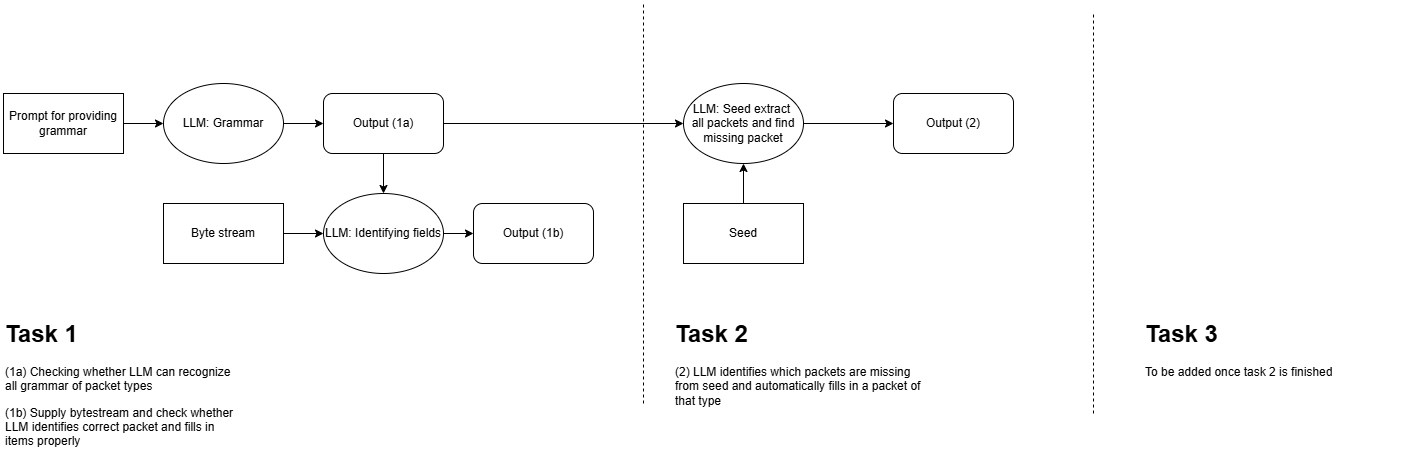 Prompt for providing
grammar
LLM: Grammar
Output (1a)
LLM: Seed extract
all packets and find
missing packet
Output (2)
Byte stream
LLM: Identifying fields
Output (1b)
Seed
Task 1
(1a) Checking whether LLM can recognize
all grammar of packet types
(1b) Supply bytestream and check whether
LLM identifies correct packet and fills in
items properly
Task 2
(2) LLM identifies which packets are missing
from seed and automatically fills in a packet of
that type
Task 3
To be added once task 2 is finished